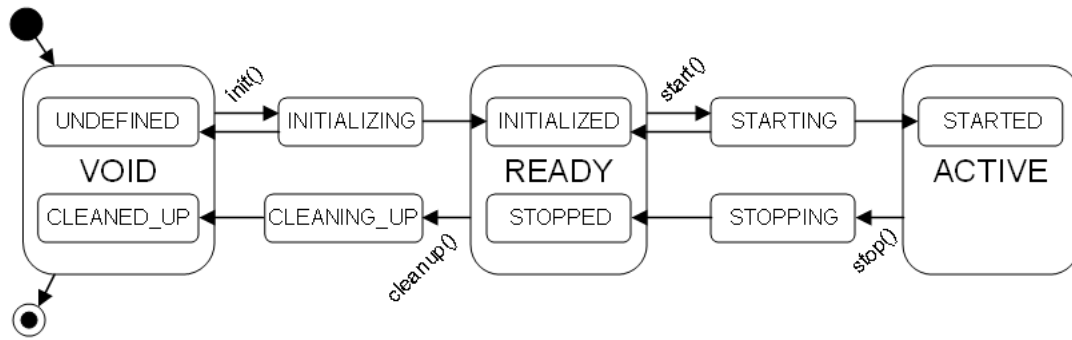 init()
start()
UNDEFINED
INITIALIZING
INITIALIZED
STARTING
STARTED
VOID
READY
ACTIVE
CLEANED_UP
CLEANING_UP
STOPPED
STOPPING
cleanup()
stop()